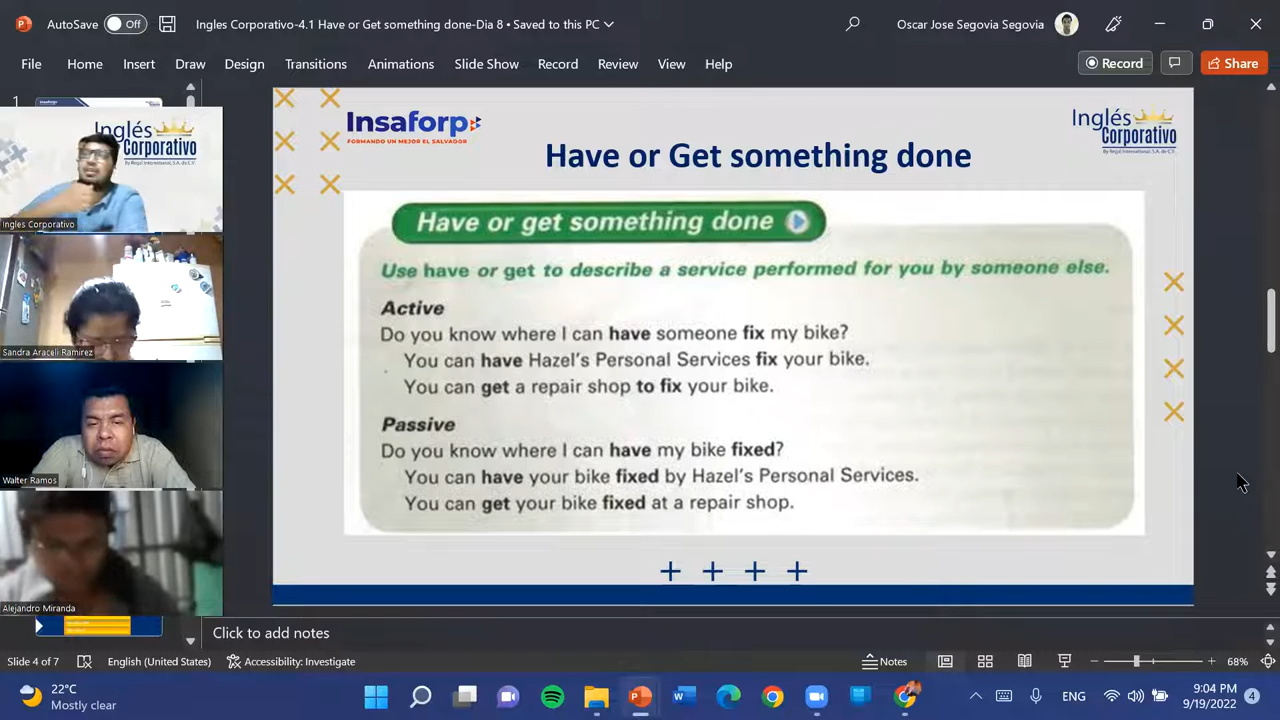 AutoSave Off Ingles Corporativo-4.1 Have or Get something done-Dia 8 • Saved to this PC Oscar Jose Segovia Segovia
File Home Insert Draw Design Transitions Animations Slide Show Record Review View Help Record Share
1
Inglés
Corporativo
Ingles Corporativo
Sandra Araceli Ramirez
Walter Ramos
Alejandro Miranda
Insaforp
FORMANDO UN MEJOR EL SALVADOR
Inglés
Corporativo
By Regal International, S.A. de C.V.
Have or Get something done
Have or get something done
Use have or get to describe a service performed for you by someone else.
Active
Do you know where I can have someone fix my bike?
You can have Hazel's Personal Services fix your bike.
You can get a repair shop to fix your bike.
Passive
Do you know where I can have my bike fixed?
You can have your bike fixed by Hazel's Personal Services.
You can get your bike fixed at a repair shop.
Click to add notes
Slide 4 of 7 English (United States) Accessibility: Investigate Notes 68%
22°C
Mostly clear
ENG
9:04 PM
9/19/2022
4